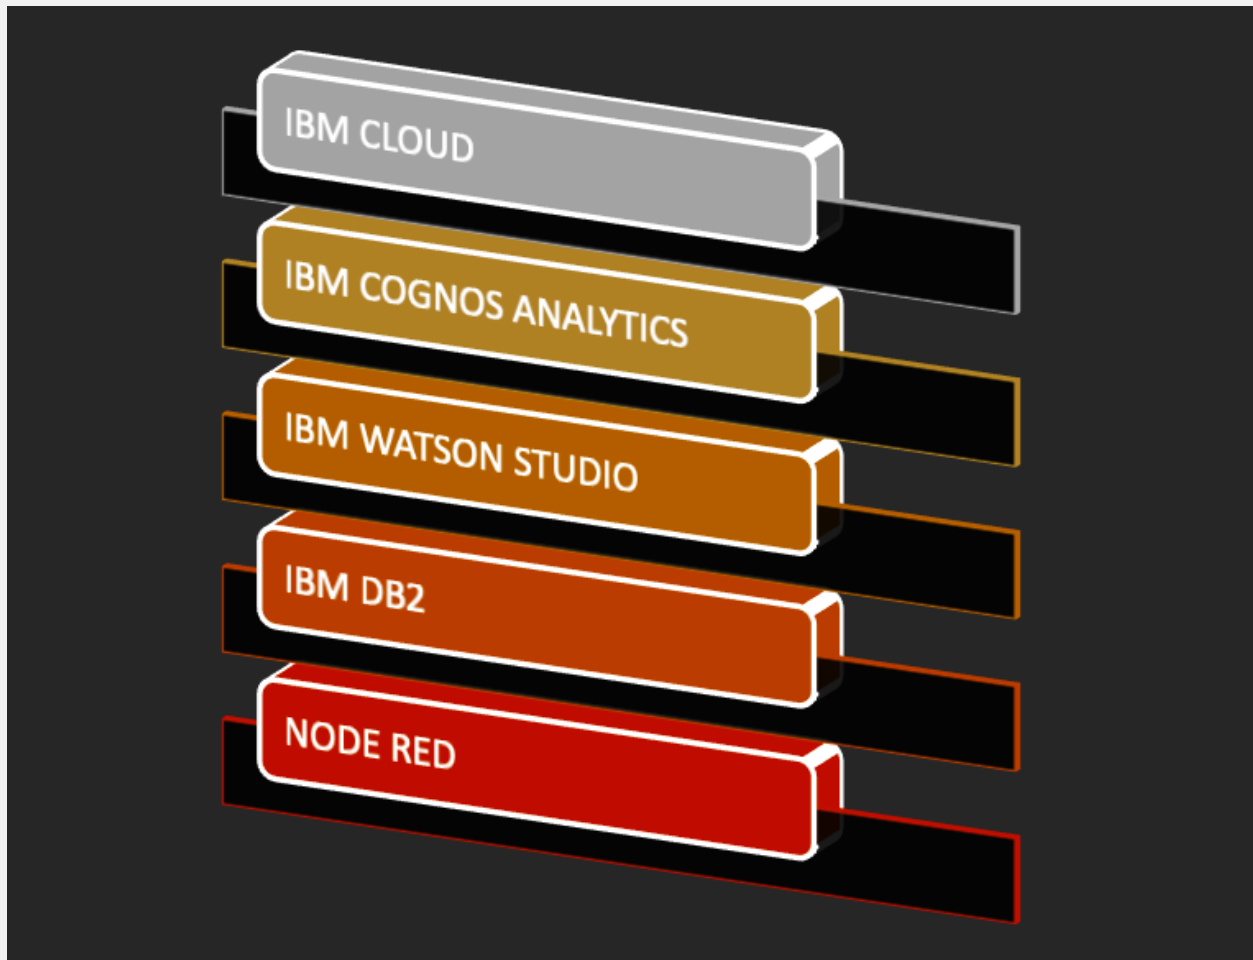 IBM CLOUD
IBM COGNOS ANALYTICS
IBM WATSON STUDIO
IBM DB2
NODE RED